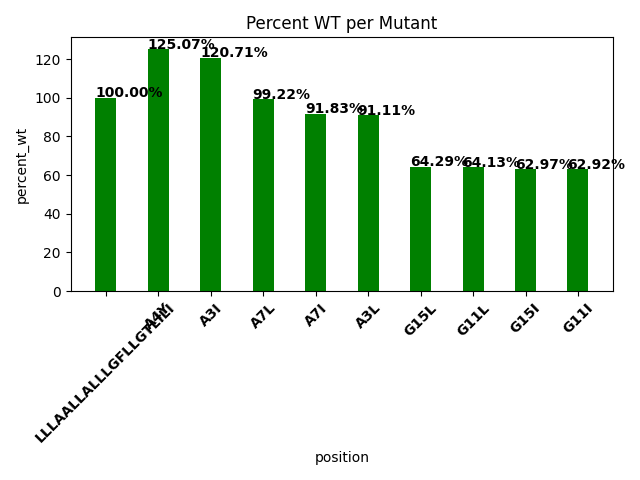 Percent WT per Mutant
percent_wt
120
100
80
60
40
20
0
100.00%
125.07%
120.71%
99.22%
91.83%
91.11%
64.29%
64.13%
62.97%
62.92%
A4Y
A3I
A7L
A7I
A3L
G15L
G11L
G15I
G11I
position